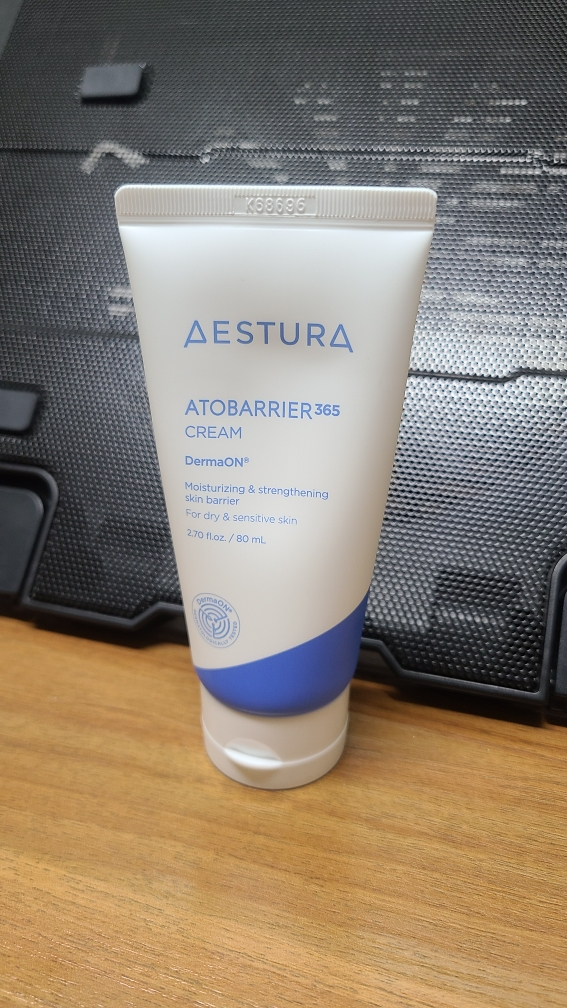 K68696
AESTURA
ATOBARRIER365
CREAM
DermaON®
Moisturizing & strengthening
skin barrier
For dry & sensitive skin
2.70 fl.oz. / 80 mL
DermaON®